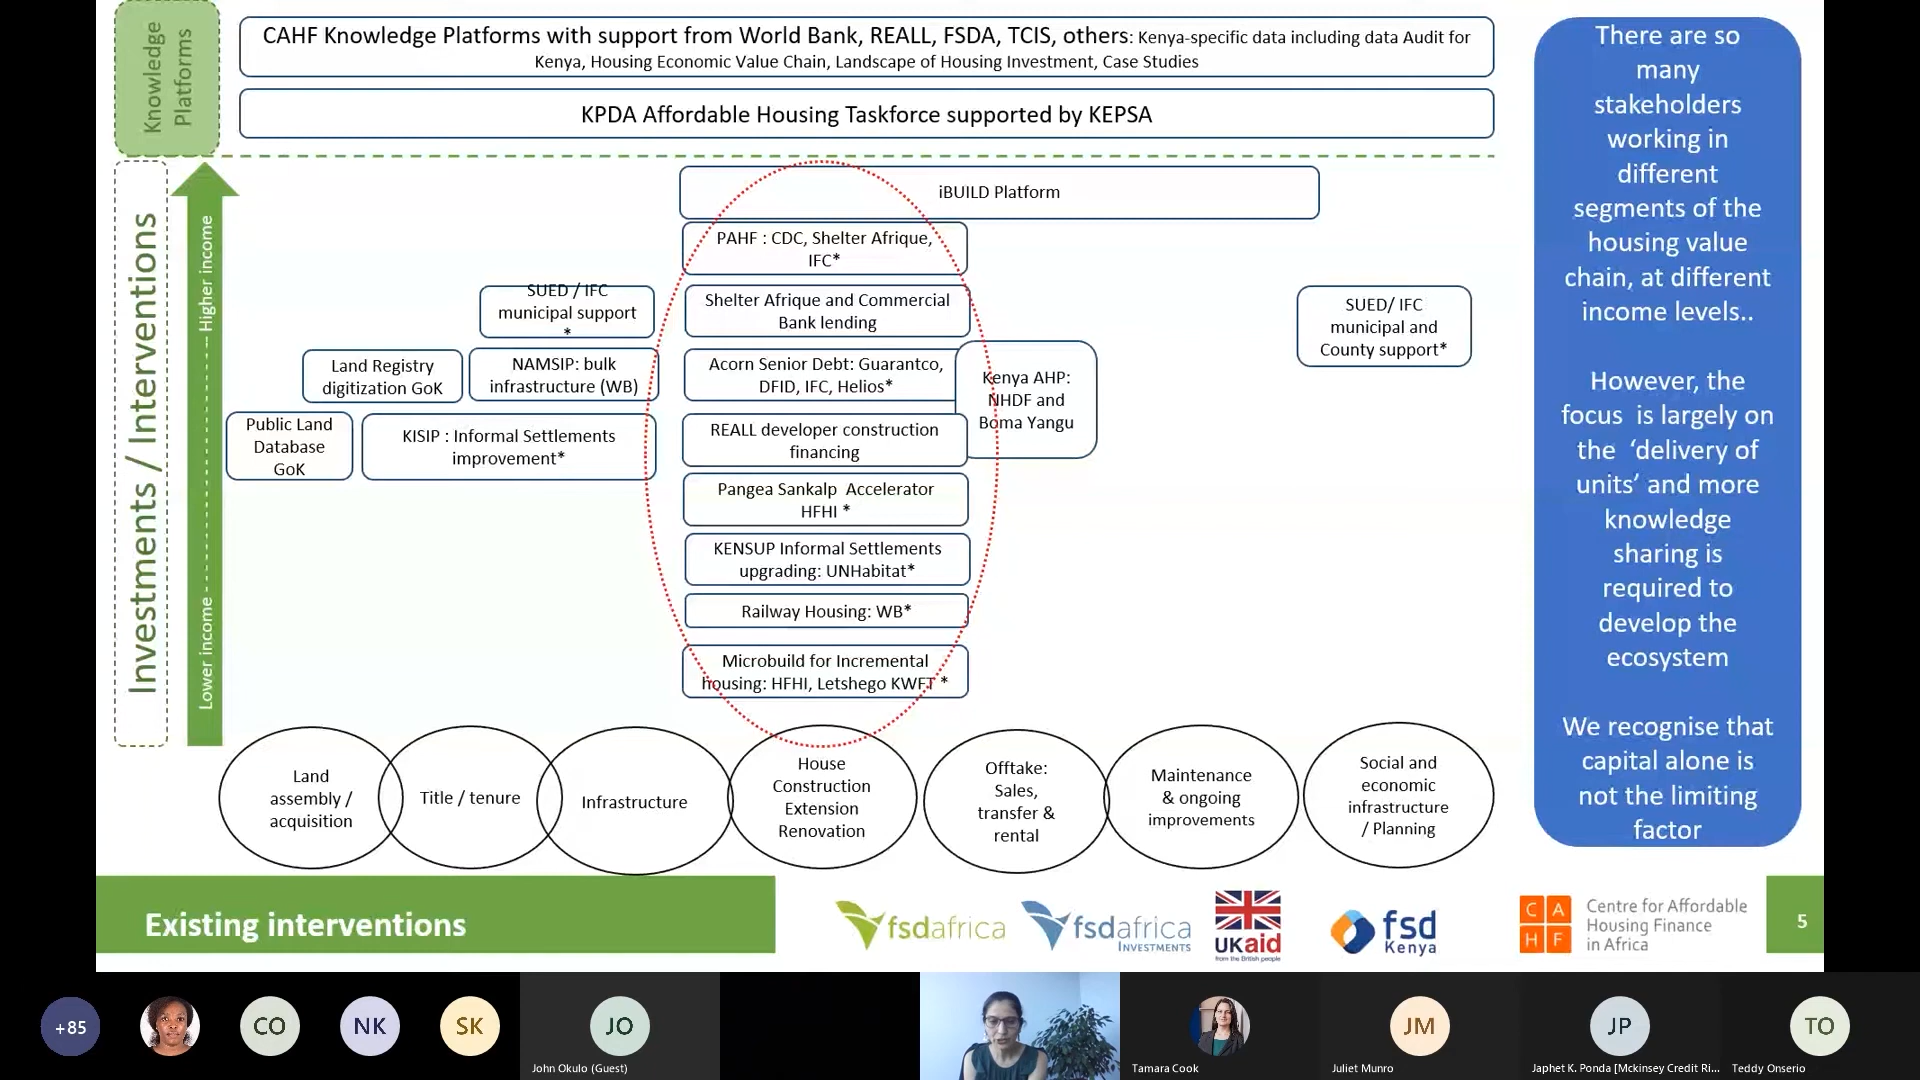 Knowledge
Platforms
CAHF Knowledge Platforms with support from World Bank, REALL, FSDA, TCIS, others: Kenya-specific data including data Audit for
Kenya, Housing Economic Value Chain, Landscape of Housing Investment, Case Studies
KPDA Affordable Housing Taskforce supported by KEPSA
Investments / Interventions
Higher income
Lower income
iBUILD Platform
PAHF : CDC, Shelter Afrique,
IFC*
SUED / IFC
municipal support
*
Shelter Afrique and Commercial
Bank lending
SUED/ IFC
municipal and
County support*
Land Registry
digitization GoK
NAMSIP: bulk
infrastructure (WB)
Acorn Senior Debt: Guarantco,
DFID, IFC, Helios*
Kenya AHP:
NHDF and
Boma Yangu
Public Land
Database
GoK
KISIP : Informal Settlements
improvement*
REALL developer construction
financing
Pangea Sankalp Accelerator
HFHI *
KENSUP Informal Settlements
upgrading: UNHabitat*
Railway Housing: WB*
Microbuild for Incremental
housing: HFHI, Letshego KWFT *
Land
assembly /
acquisition
Title / tenure
Infrastructure
House
Construction
Extension
Renovation
Offtake:
Sales,
transfer &
rental
Maintenance
& ongoing
improvements
Social and
economic
infrastructure
/ Planning
There are so
many
stakeholders
working in
different
segments of the
housing value
chain, at different
income levels..
However, the
focus is largely on
the ‘delivery of
units’ and more
knowledge
sharing is
required to
develop the
ecosystem
We recognise that
capital alone is
not the limiting
factor
Existing interventions
fsdafrica
fsdafrica
INVESTMENTS
UKaid
from the British people
fsd
Kenya
C A
H F
Centre for Affordable
Housing Finance
in Africa
5
+85
CO
NK
SK
JO
John Okulo (Guest)
Tamara Cook
JM
Juliet Munro
JP
Japhet K. Ponda [Mckinsey Credit Ri...
TO
Teddy Onserio